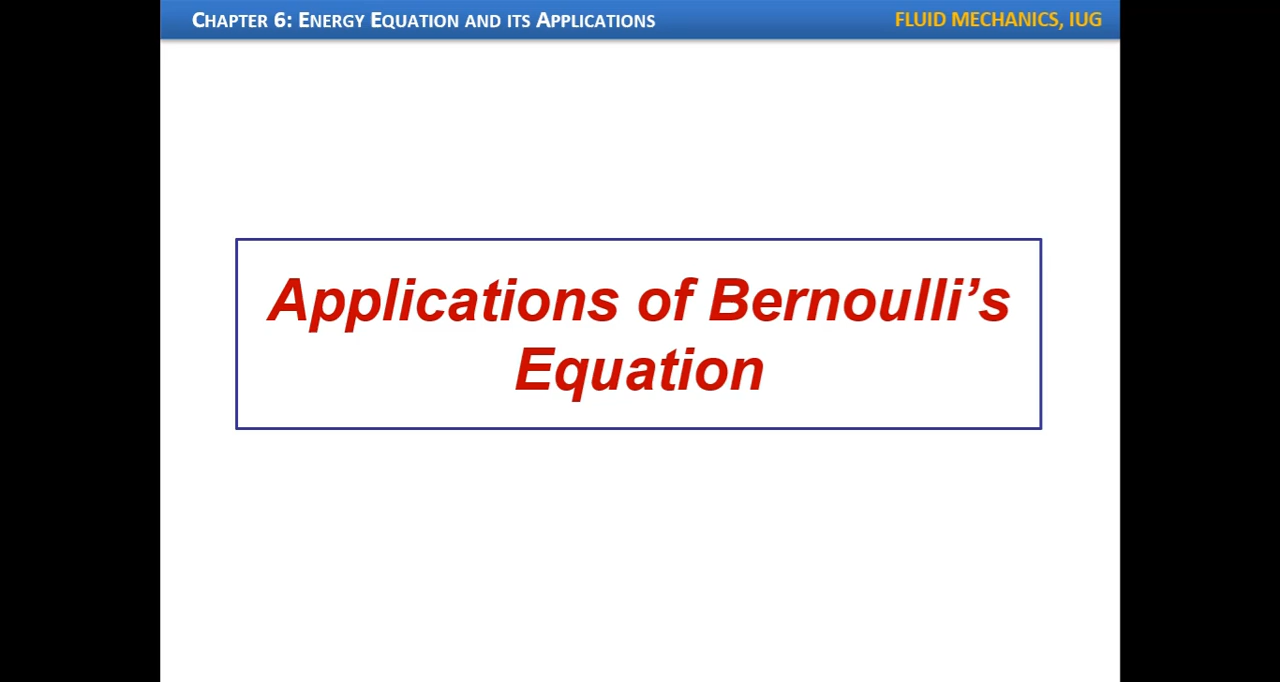 CHAPTER 6: ENERGY EQUATION AND ITS APPLICATIONS
FLUID MECHANICS, IUG
Applications of Bernoulli’s
Equation